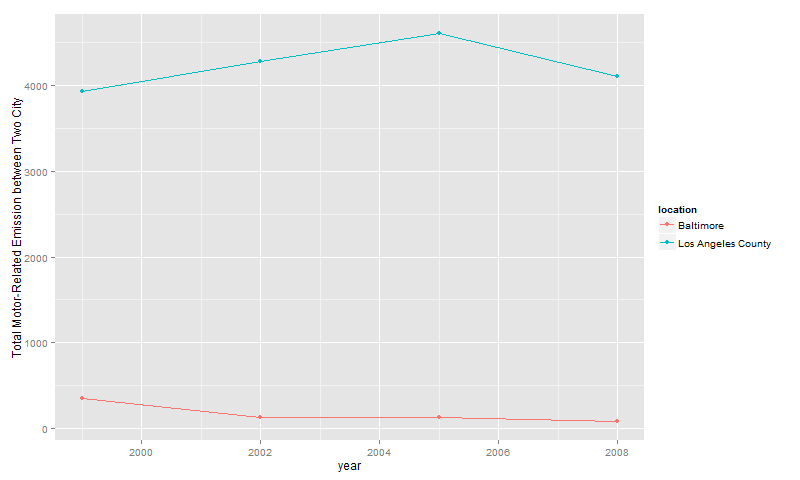 Total Motor-Related Emission between Two City
4000
3000
2000
1000
0
2000
2002
2004
2006
2008
year
location
Baltimore
Los Angeles County